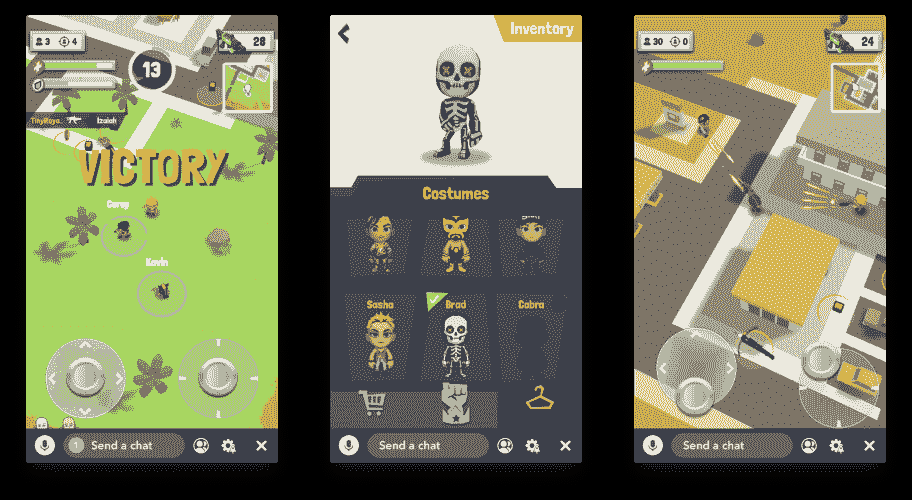 3 4
28
13
TinyRaya Izaiah
VICTORY
Corey
Kevin
1 Send a chat
Inventory
Costumes
Sasha Brad Cobra
Send a chat
30 0
24
Send a chat